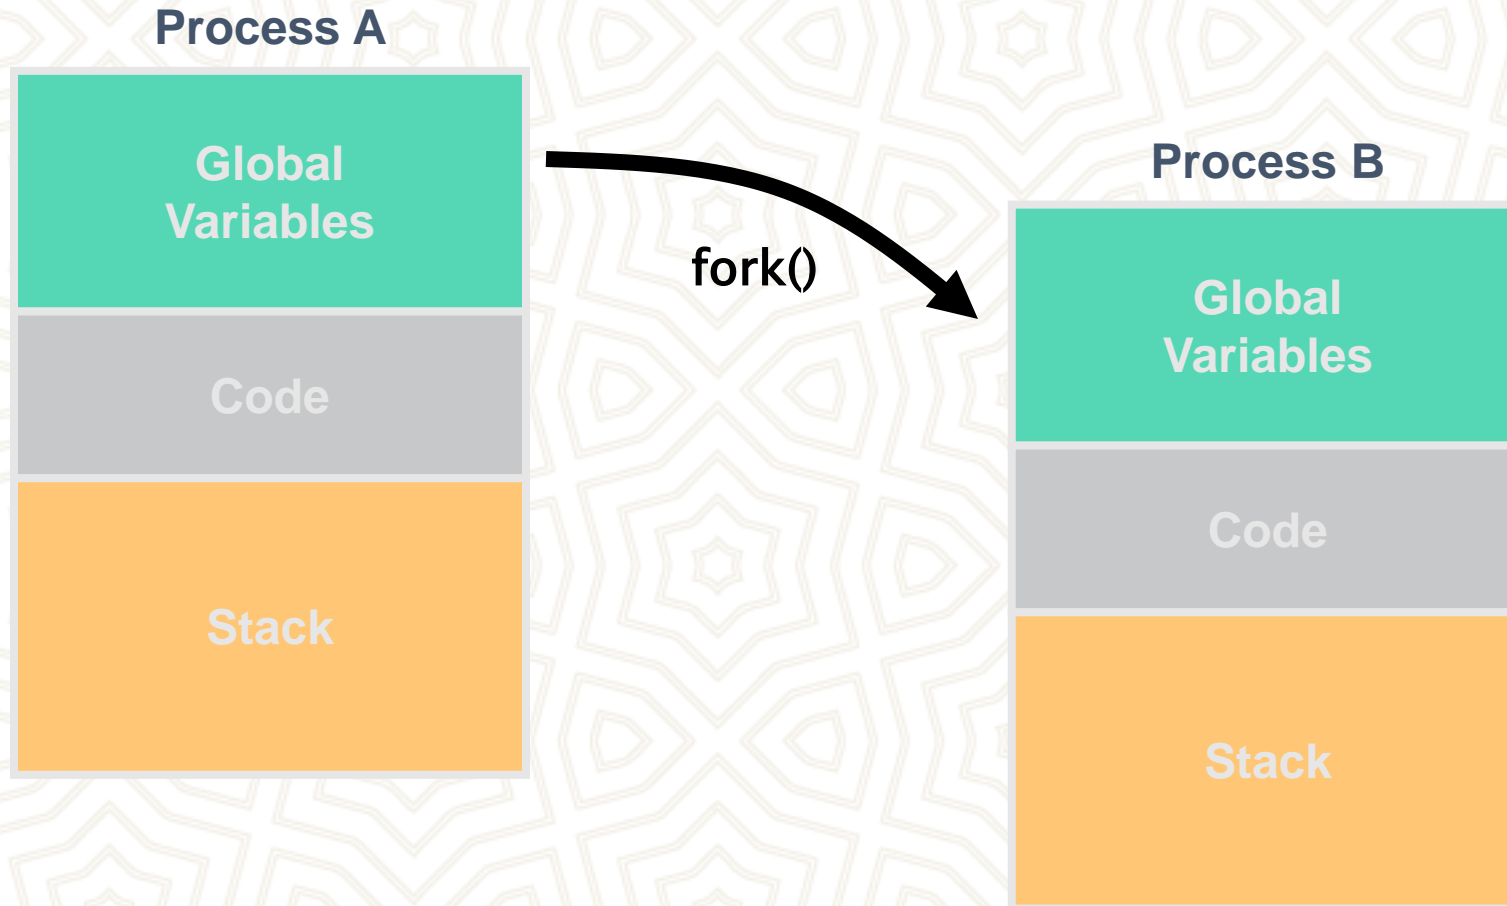 Process A
Global
Variables
Code
Stack
fork()
Process B
Global
Variables
Code
Stack